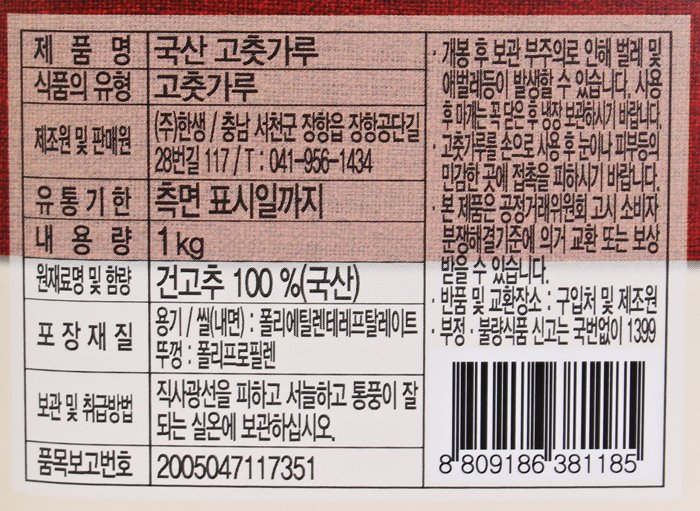 제 품 명 국산 고춧가루
식품의 유형 고춧가루
제조원 및 판매원 (주)한생 / 충남 서천군 장항읍 장항공단길
28번길 117 / T : 041-956-1434
유 통 기 한 측면 표시일까지
내 용 량 1kg
원재료명 및 함량 건고추 100 %(국산)
포 장 재 질 용기 / 씰(내면) : 폴리에틸렌테레프탈레이트
뚜껑 : 폴리프로필렌
보관 및 취급방법 직사광선을 피하고 서늘하고 통풍이 잘
되는 실온에 보관하십시오.
품목보고번호 2005047117351
· 개봉 후 보관 부주의로 인해 벌레 및
애벌레등이 발생할 수 있습니다. 사용
후 마개는 꼭 닫은 후 냉장 보관하시기 바랍니다.
· 고춧가루를 손으로 사용 후 눈이나 피부등의
민감한 곳에 접촉을 피하시기 바랍니다.
· 본 제품은 공정거래위원회 고시 소비자
분쟁해결기준에 의거 교환 또는 보상
받을 수 있습니다.
· 반품 및 교환장소 : 구입처 및 제조원
· 부정 · 불량식품 신고는 국번없이 1399
8 809186 381185